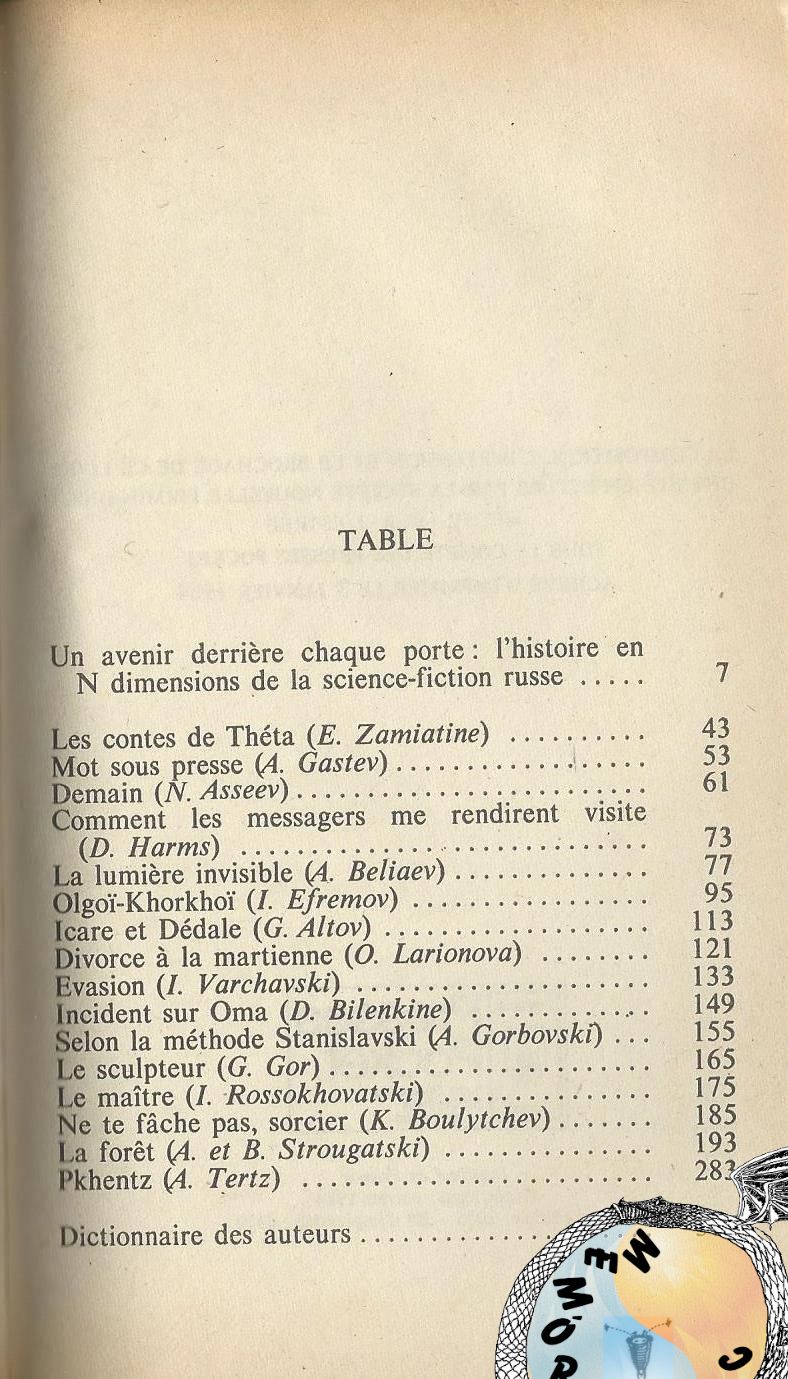 TABLE
Un avenir derrière chaque porte : l'histoire en
N dimensions de la science-fiction russe ..... 7
Les contes de Théta (E. Zamiatine) .......... 43
Mot sous presse (A. Gastev) ................ 53
Demain (N. Asseev) ......................... 61
Comment les messagers me rendirent visite
(D. Harms) ............................ 73
La lumière invisible (A. Beliaev) .............. 77
Olgoï-Khorkhoï (I. Efremov) ................. 95
Icare et Dédale (G. Altov) ................... 113
Divorce à la martienne (O. Larionova) ........ 121
Evasion (I. Varchavski) ..................... 133
Incident sur Oma (D. Bilenkine) ............. 149
Selon la méthode Stanislavski (A. Gorbovski) ... 155
Le sculpteur (G. Gor) ....................... 165
Le maître (I. Rossokhovatski) ............... 175
Ne te fâche pas, sorcier (K. Boulytchev) ....... 185
La forêt (A. et B. Strougatski) ............... 193
Pkhentz (A. Tertz) ......................... 283
Dictionnaire des auteurs ..............
MEMÒR